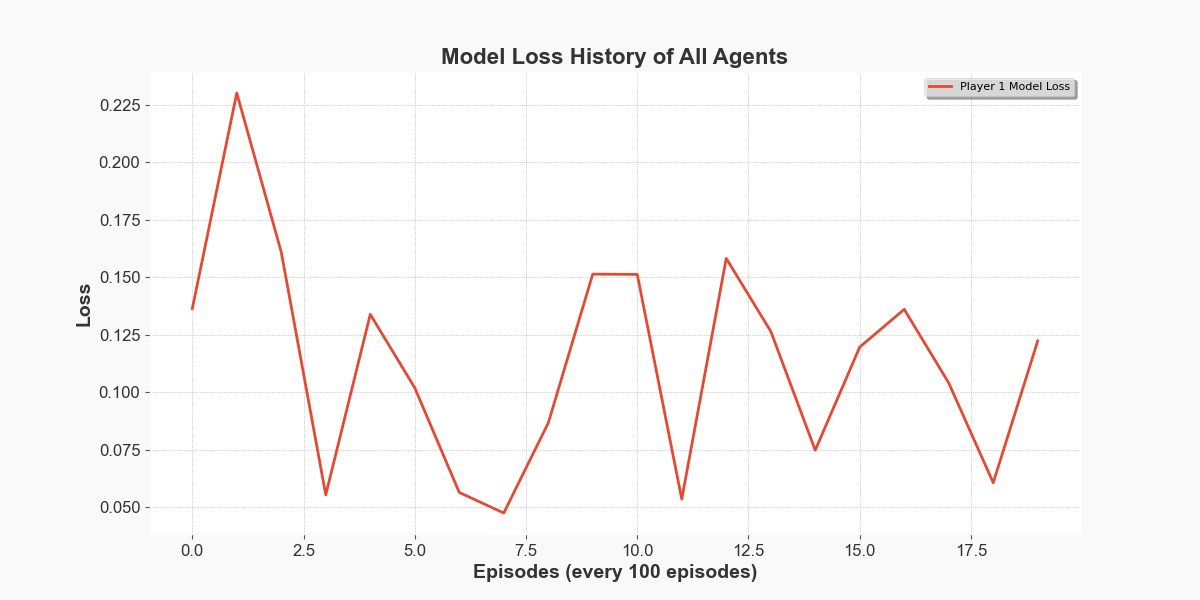 Model Loss History of All Agents
Player 1 Model Loss
0.225
0.200
0.175
0.150
0.125
0.100
0.075
0.050
Loss
0.0 2.5 5.0 7.5 10.0 12.5 15.0 17.5
Episodes (every 100 episodes)